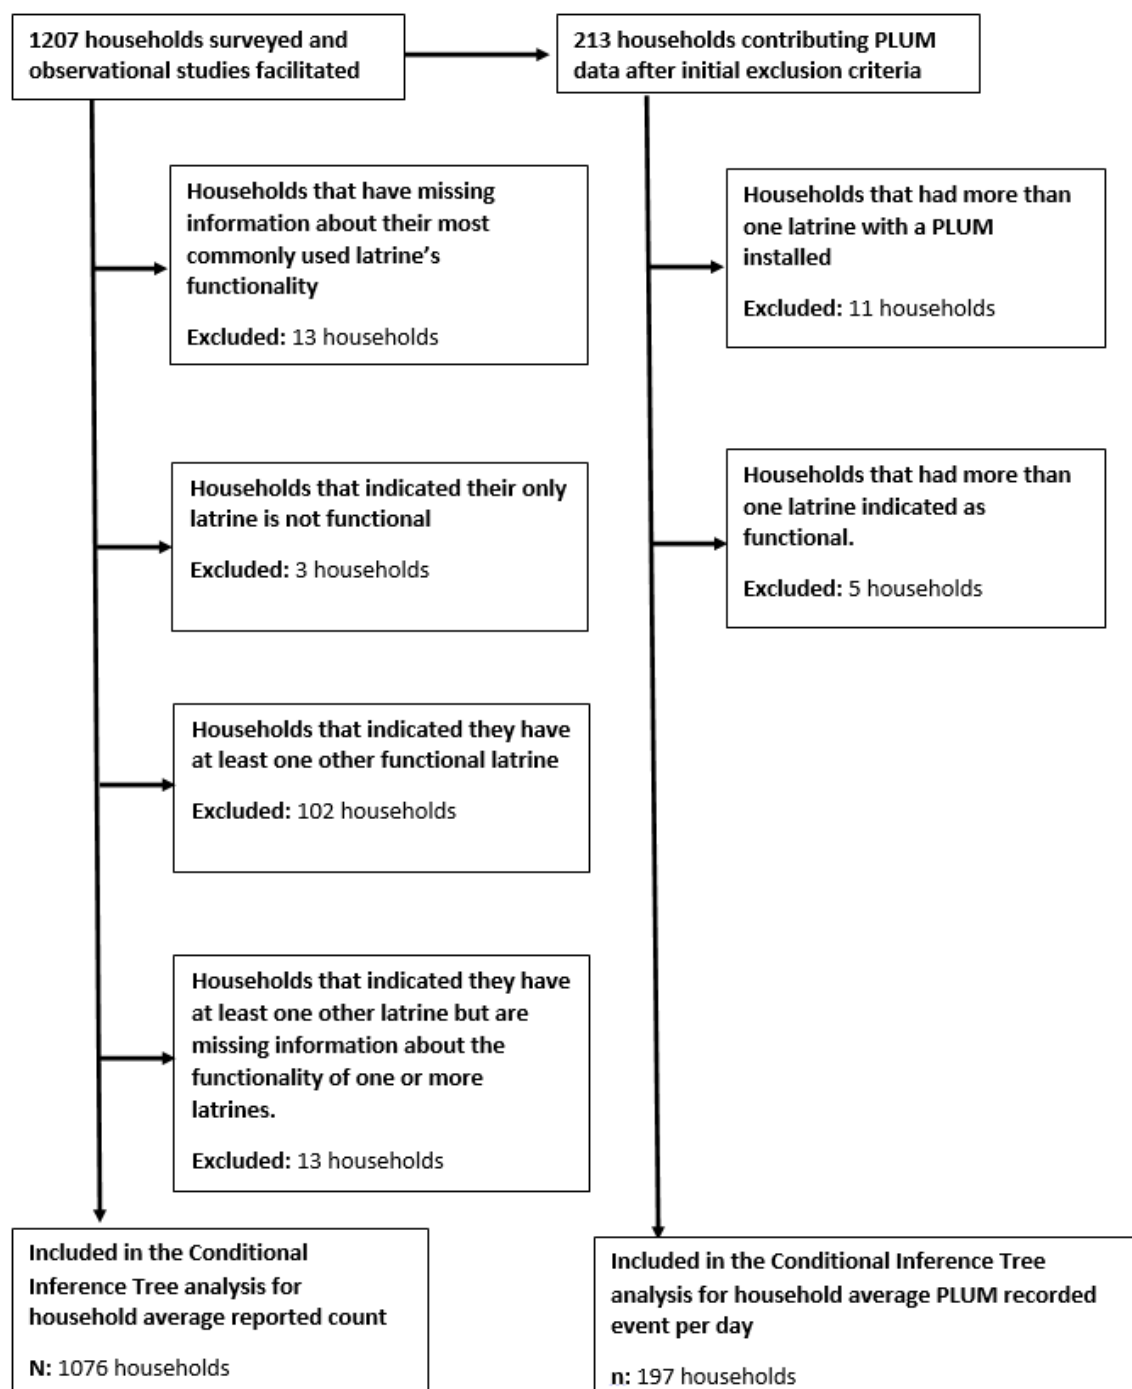 1207 households surveyed and
observational studies facilitated
213 households contributing PLUM
data after initial exclusion criteria
Households that have missing
information about their most
commonly used latrine's
functionality
Excluded: 13 households
Households that had more than
one latrine with a PLUM
installed
Excluded: 11 households
Households that indicated their only
latrine is not functional
Excluded: 3 households
Households that had more than
one latrine indicated as
functional.
Excluded: 5 households
Households that indicated they have
at least one other functional latrine
Excluded: 102 households
Households that indicated they have
at least one other latrine but are
missing information about the
functionality of one or more
latrines.
Excluded: 13 households
Included in the Conditional
Inference Tree analysis for
household average reported count
N: 1076 households
Included in the Conditional Inference Tree
analysis for household average PLUM recorded
event per day
n: 197 households